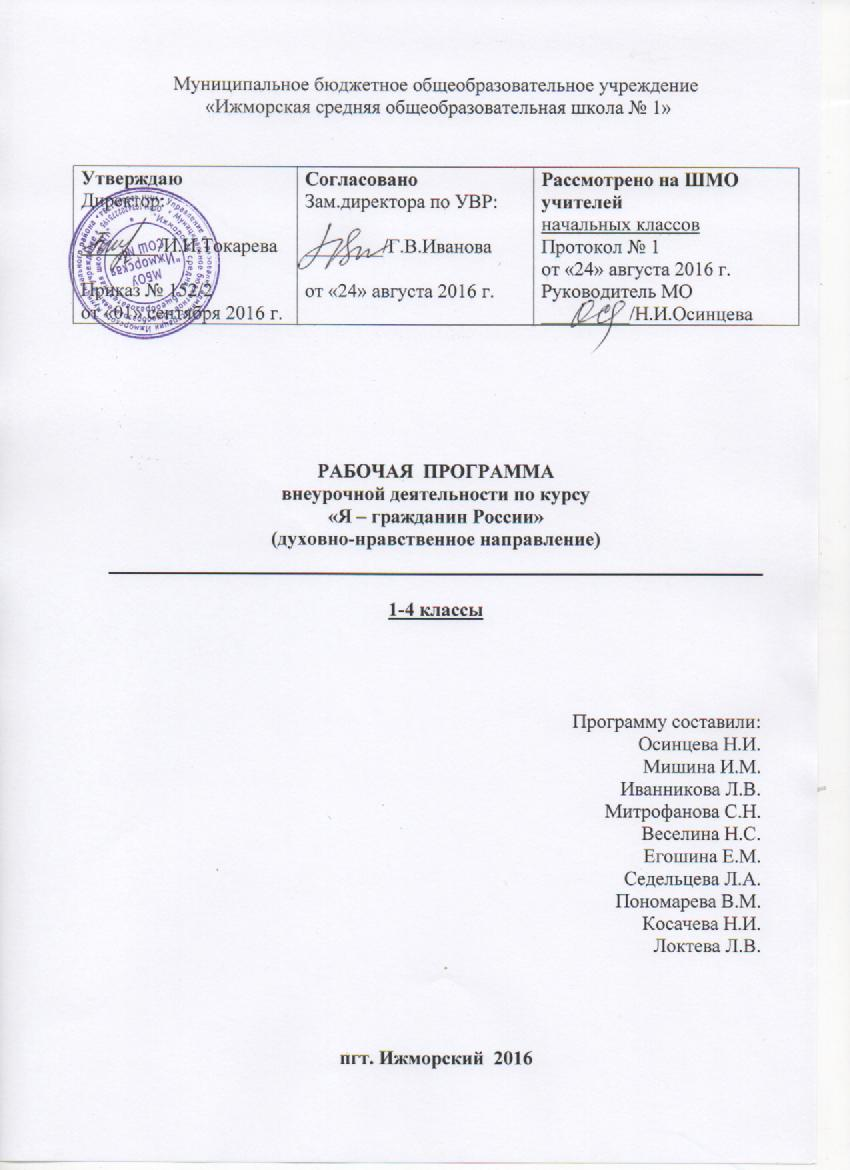 Муниципальное бюджетное общеобразовательное учреждение
«Ижморская средняя общеобразовательная школа № 1»
Утверждаю
Директор:
/И.И.Токарева
Приказ № 152/2
от «01» сентября 2016 г.
Согласовано
Зам.директора по УВР:
/Г.В.Иванова
от «24» августа 2016 г.
Рассмотрено на ШМО
учителей
начальных классов
Протокол № 1
от «24» августа 2016 г.
Руководитель МО
/Н.И.Осинцева
МБОУ
"Ижморская
СОШ №1"
РАБОЧАЯ ПРОГРАММА
внеурочной деятельности по курсу
«Я – гражданин России»
(духовно-нравственное направление)
1-4 классы
Программу составили:
Осинцева Н.И.
Мишина И.М.
Иванникова Л.В.
Митрофанова С.Н.
Веселина Н.С.
Егошина Е.М.
Седельцева Л.А.
Пономарева В.М.
Косачева Н.И.
Локтева Л.В.
пгт. Ижморский 2016